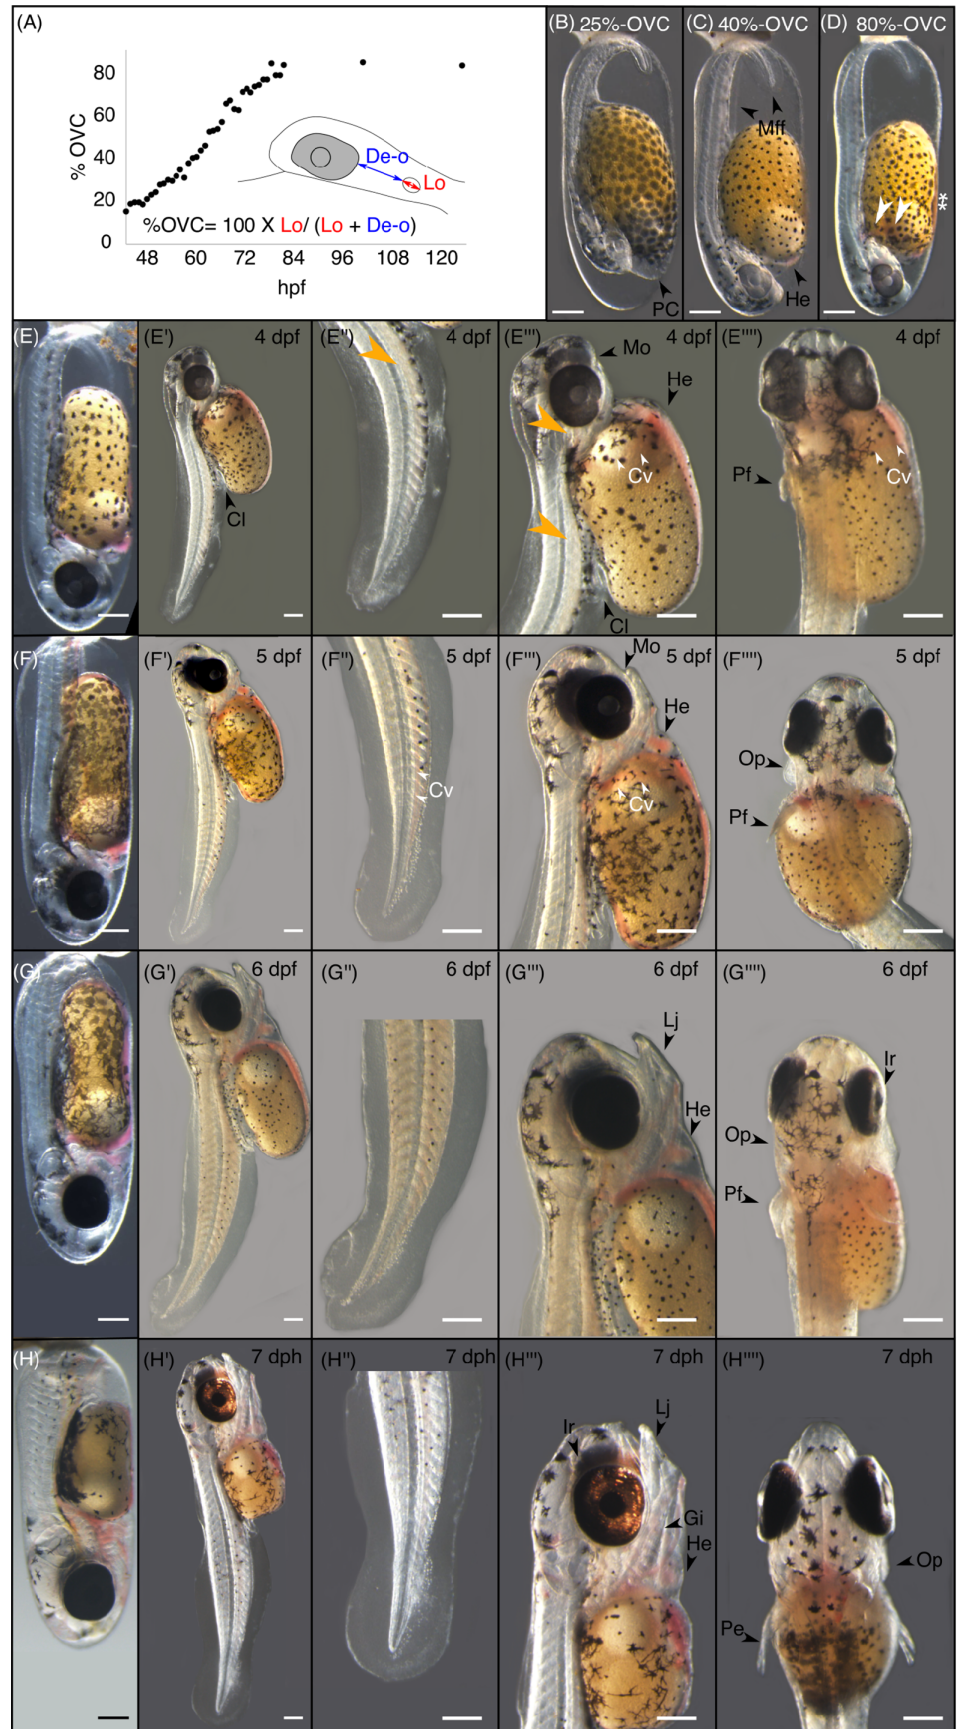 (A)
% OVC
80
60
40
20
0
De-o
Lo
%OVC= 100 X Lo/ (Lo + De-o)
48 60 72 84 96 108 120
hpf
(B) 25%-OVC
PC
(C) 40%-OVC
Mff
He
(D) 80%-OVC
**
(E)
(E') 4 dpf
Cl
(E'') 4 dpf
(E''') 4 dpf
Mo
He
Cv
Cl
(E'''') 4 dpf
Pf
Cv
(F)
(F') 5 dpf
(F'') 5 dpf
Cv
(F''') 5 dpf
Mo
He
Cv
(F'''') 5 dpf
Op
Pf
(G)
(G') 6 dpf
(G'') 6 dpf
(G''') 6 dpf
Lj
He
(G'''') 6 dpf
Ir
Op
Pf
(H)
(H') 7 dph
(H'') 7 dph
(H''') 7 dph
Lj
Ir
Gi
He
(H'''') 7 dph
Op
Pe